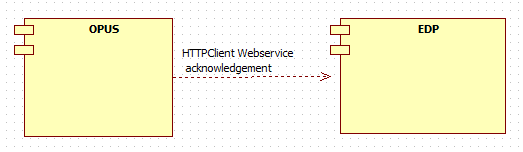 OPUS
EDP
HTTPClient Webservice
acknowledgement